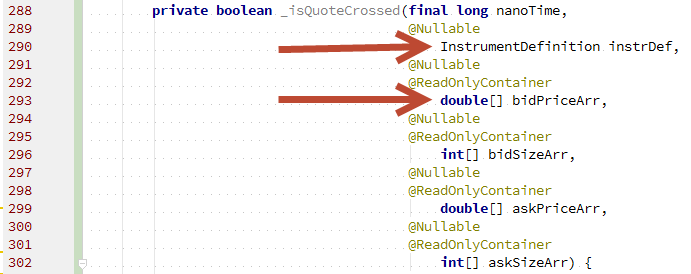 288 private boolean _isQuoteCrossed(final long nanoTime,
289 @Nullable
290 InstrumentDefinition instrDef,
291 @Nullable
292 @ReadOnlyContainer
293 double[] bidPriceArr,
294 @Nullable
295 @ReadOnlyContainer
296 int[] bidSizeArr,
297 @Nullable
298 @ReadOnlyContainer
299 double[] askPriceArr,
300 @Nullable
301 @ReadOnlyContainer
302 int[] askSizeArr) {